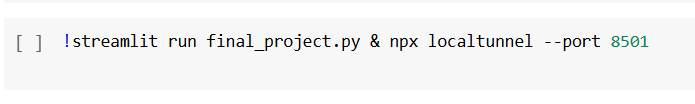 [ ] !streamlit run final_project.py & npx localtunnel --port 8501